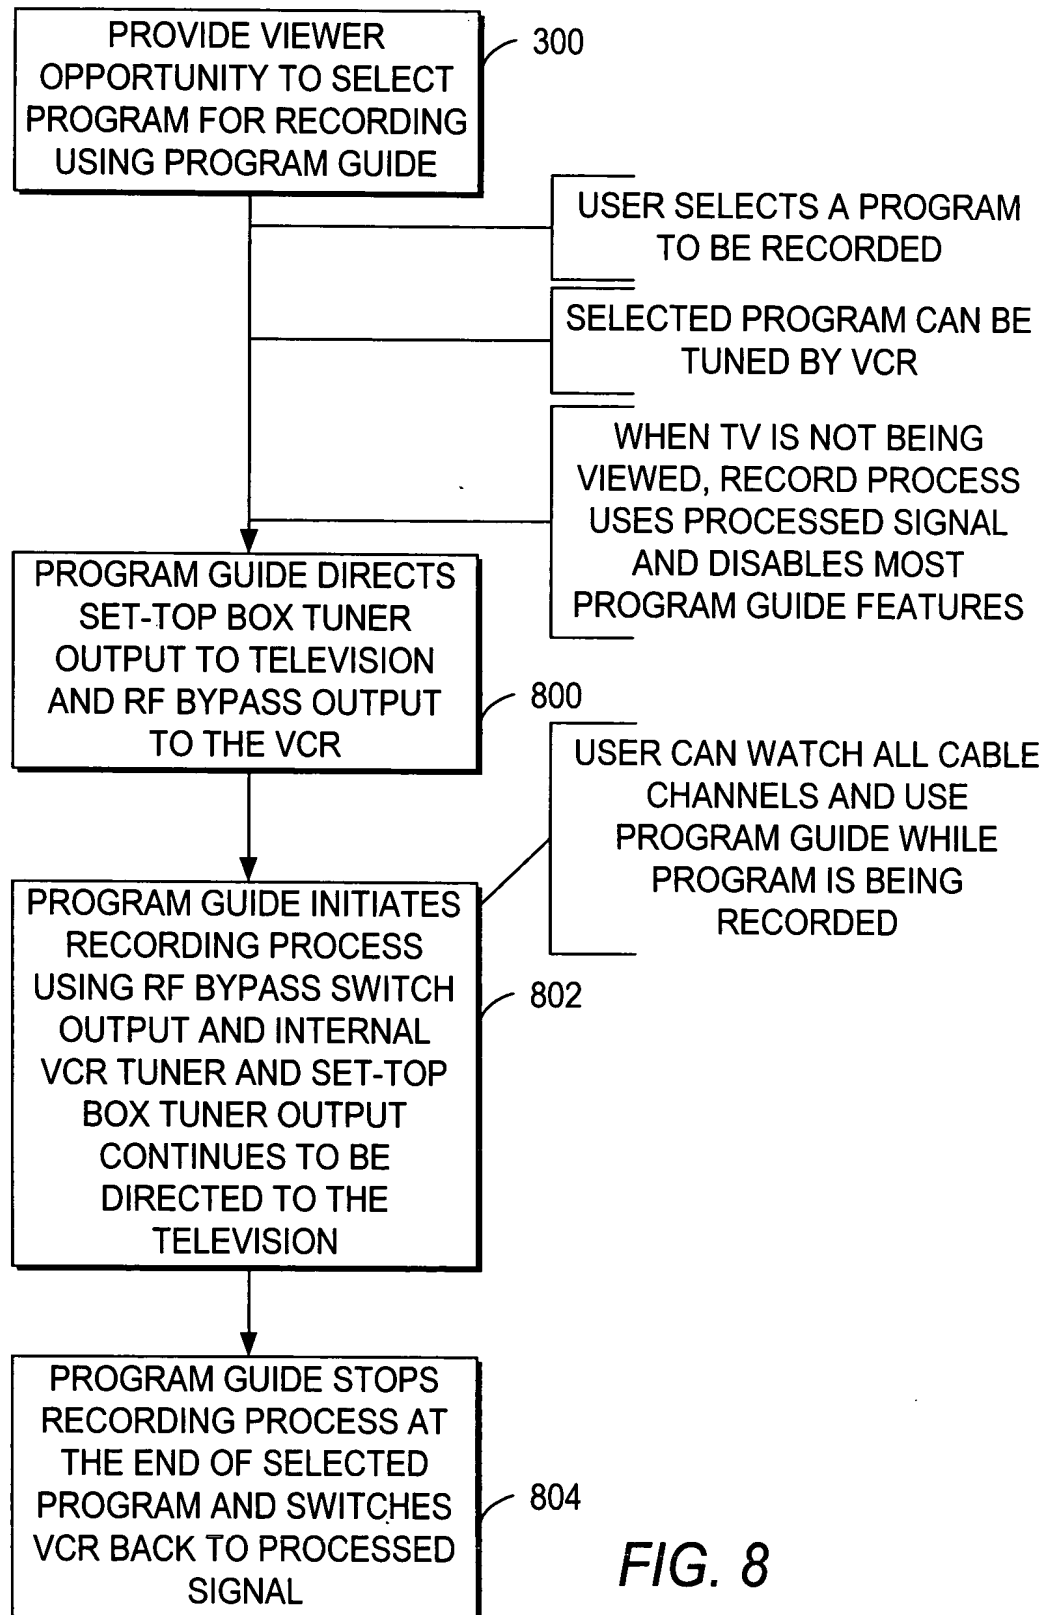 PROVIDE VIEWER
OPPORTUNITY TO SELECT
PROGRAM FOR RECORDING
USING PROGRAM GUIDE
300
USER SELECTS A PROGRAM
TO BE RECORDED
SELECTED PROGRAM CAN BE
TUNED BY VCR
WHEN TV IS NOT BEING
VIEWED, RECORD PROCESS
USES PROCESSED SIGNAL
AND DISABLES MOST
PROGRAM GUIDE FEATURES
PROGRAM GUIDE DIRECTS
SET-TOP BOX TUNER
OUTPUT TO TELEVISION
AND RF BYPASS OUTPUT
TO THE VCR
800
USER CAN WATCH ALL CABLE
CHANNELS AND USE
PROGRAM GUIDE WHILE
PROGRAM IS BEING
RECORDED
PROGRAM GUIDE INITIATES
RECORDING PROCESS
USING RF BYPASS SWITCH
OUTPUT AND INTERNAL
VCR TUNER AND SET-TOP
BOX TUNER OUTPUT
CONTINUES TO BE
DIRECTED TO THE
TELEVISION
802
PROGRAM GUIDE STOPS
RECORDING PROCESS AT
THE END OF SELECTED
PROGRAM AND SWITCHES
VCR BACK TO PROCESSED
SIGNAL
804
FIG. 8